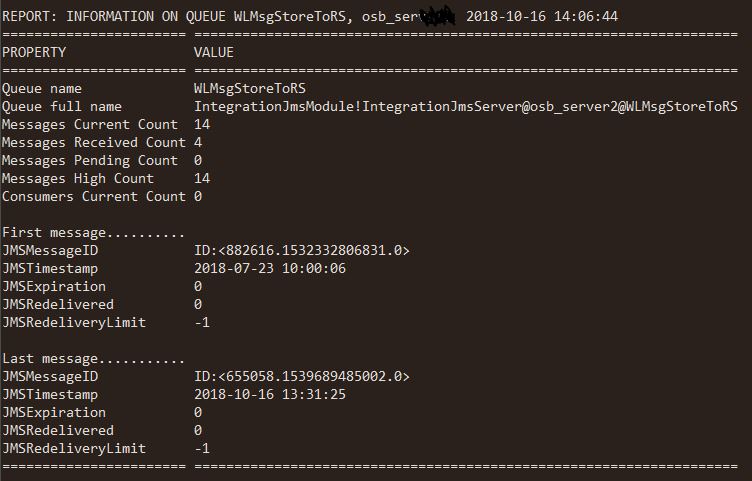 REPORT: INFORMATION ON QUEUE WLMsgStoreToRS, osb_ser 2018-10-16 14:06:44
======================= ====================================================================
PROPERTY                VALUE
======================= ====================================================================
Queue name              WLMsgStoreToRS
Queue full name         IntegrationJmsModule!IntegrationJmsServer@osb_server2@WLMsgStoreToRS
Messages Current Count  14
Messages Received Count 4
Messages Pending Count  0
Messages High Count     14
Consumers Current Count 0
First message..........
JMSMessageID            ID:<882616.1532332806831.0>
JMSTimestamp            2018-07-23 10:00:06
JMSExpiration           0
JMSRedelivered          0
JMSRedeliveryLimit      -1
Last message...........
JMSMessageID            ID:<655058.1539689485002.0>
JMSTimestamp            2018-10-16 13:31:25
JMSExpiration           0
JMSRedelivered          0
JMSRedeliveryLimit      -1
======================= ====================================================================